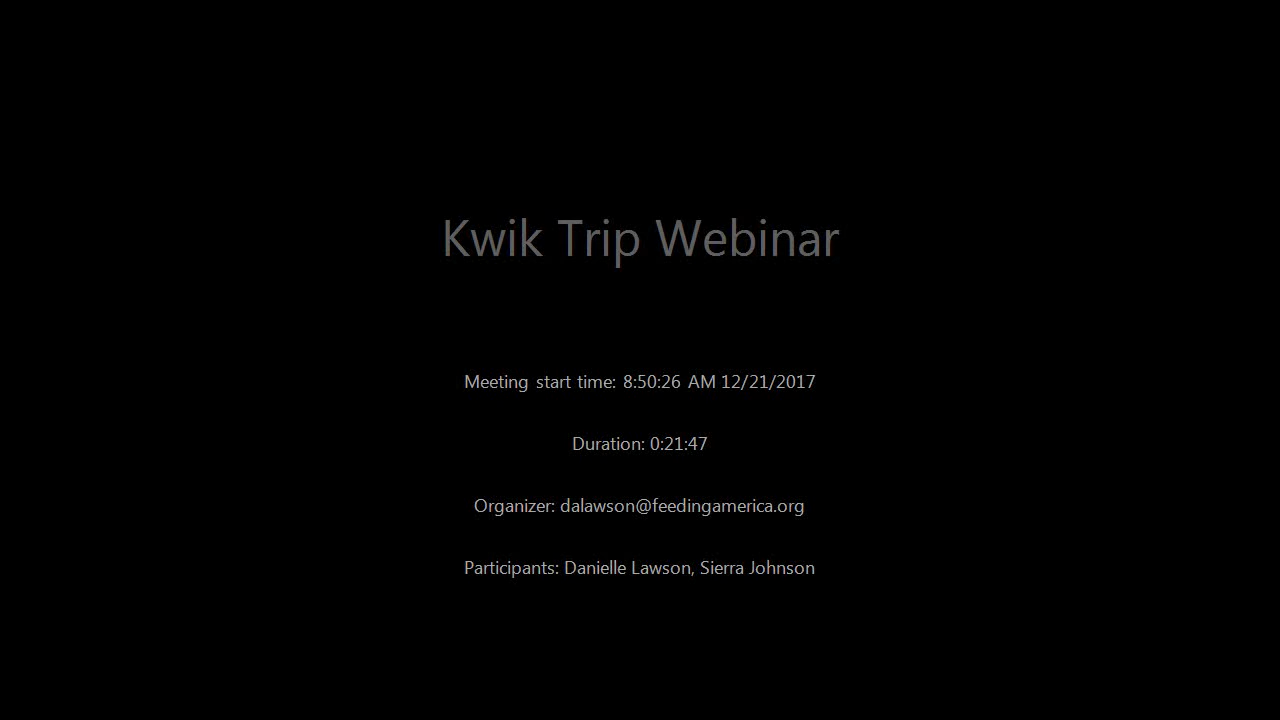 Kwik Trip Webinar
Meeting start time: 8:50:26 AM 12/21/2017
Duration: 0:21:47
Organizer: dalawson@feedingamerica.org
Participants: Danielle Lawson, Sierra Johnson